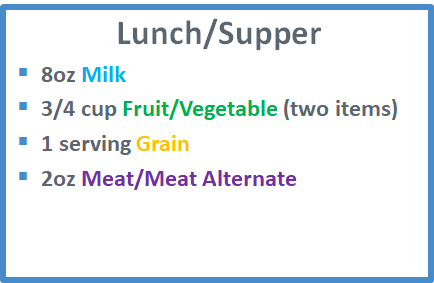 Lunch/Supper
▪ 8oz Milk
▪ 3/4 cup Fruit/Vegetable (two items)
▪ 1 serving Grain
▪ 2oz Meat/Meat Alternate